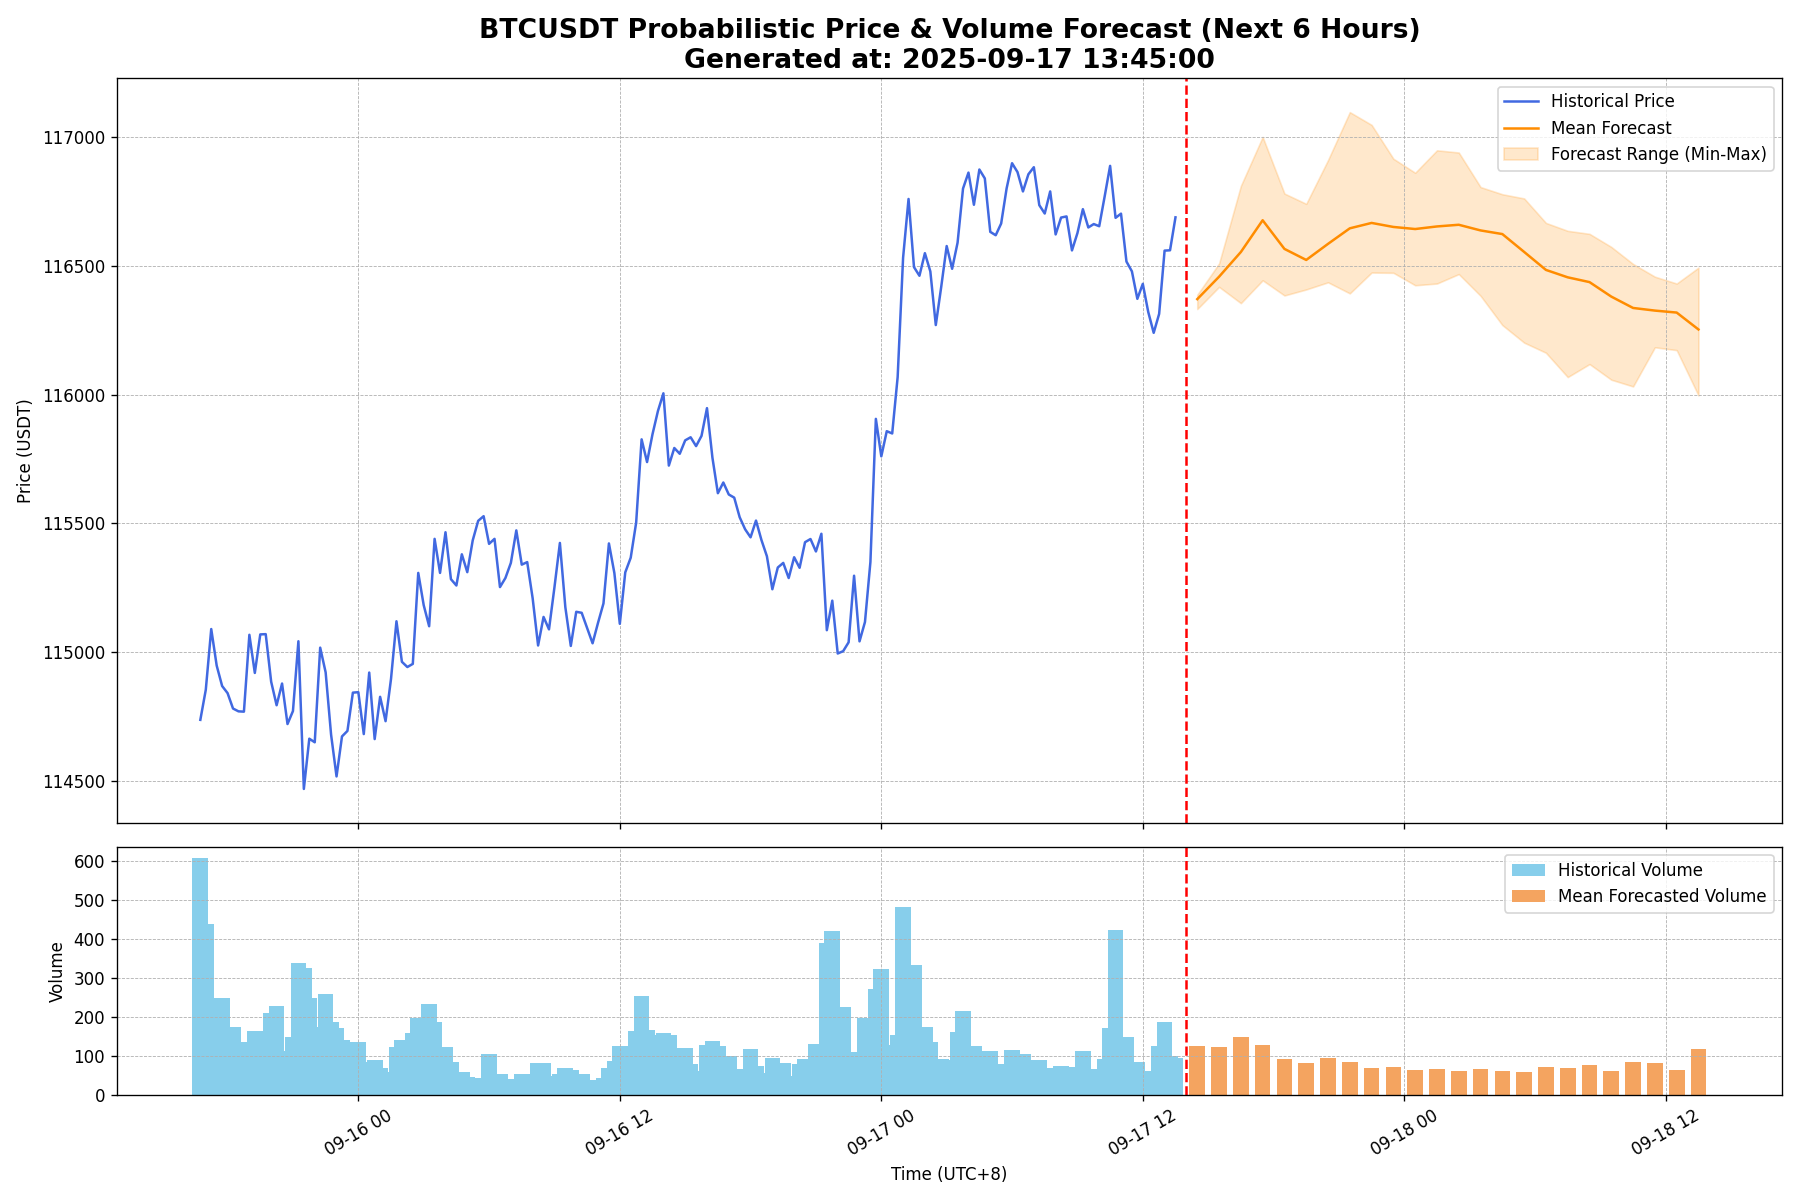 BTCUSDT Probabilistic Price & Volume Forecast (Next 6 Hours)
Generated at: 2025-09-17 13:45:00
Historical Price
Mean Forecast
Forecast Range (Min-Max)
117000
116500
116000
115500
115000
114500
Price (USDT)
Historical Volume
Mean Forecasted Volume
600
500
400
300
200
100
0
Volume
09-16 00
09-16 12
09-17 00
09-17 12
09-18 00
09-18 12
Time (UTC+8)